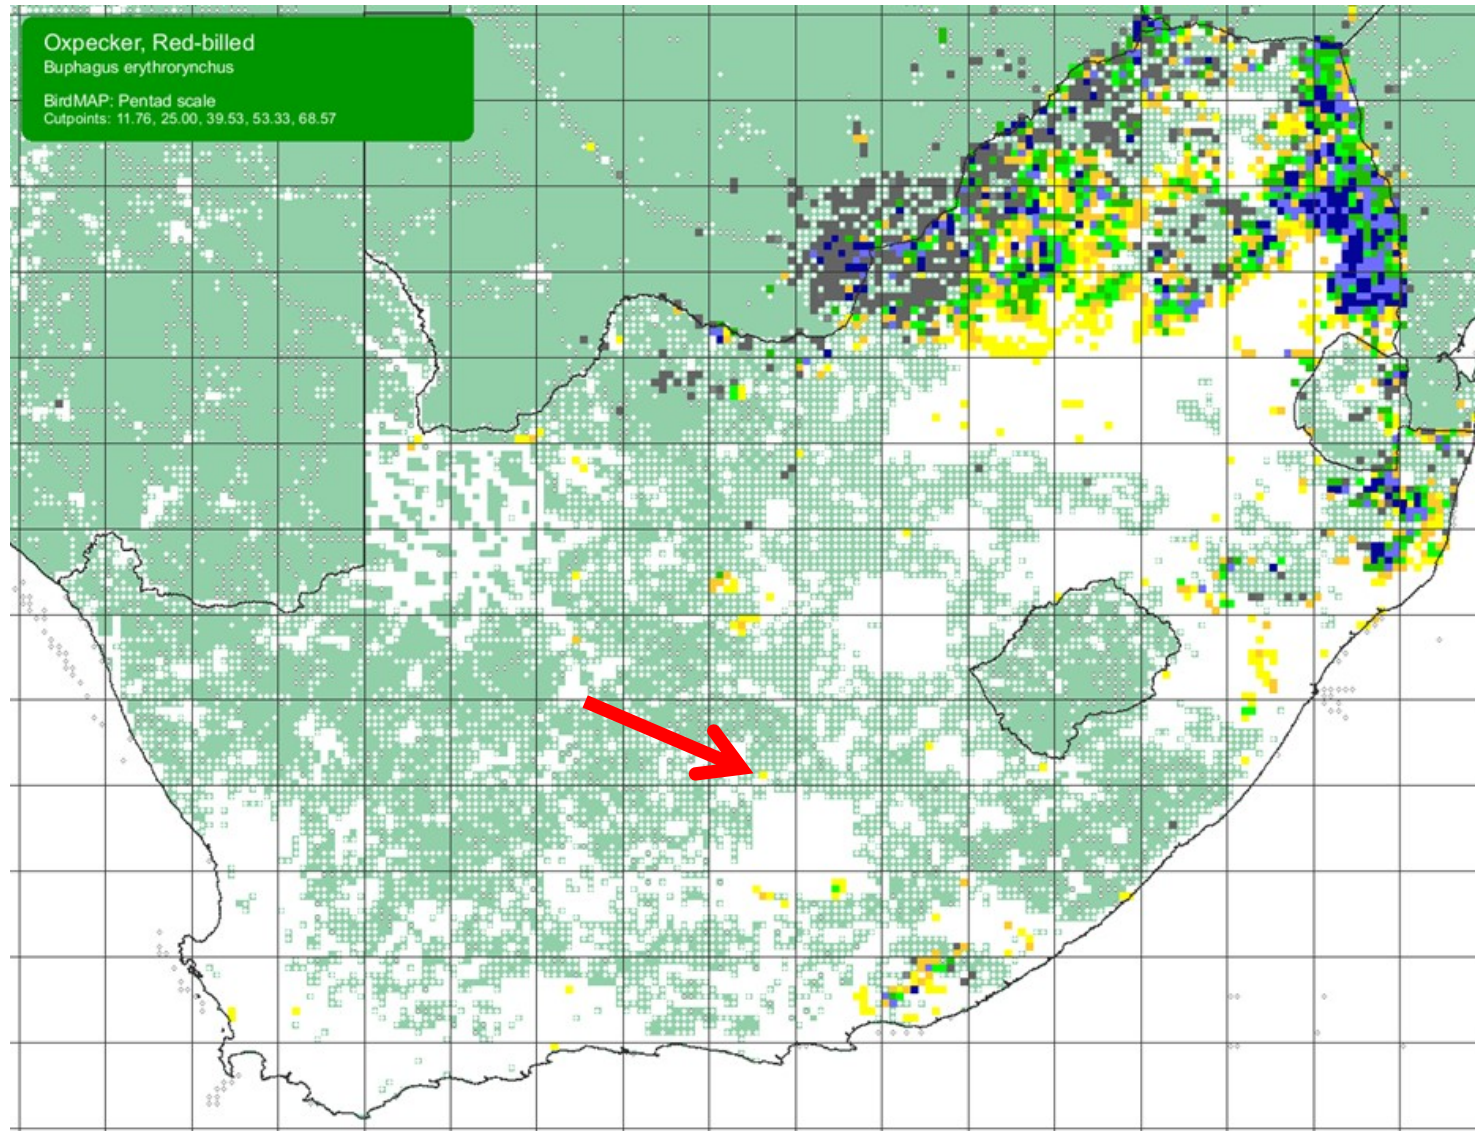 Oxpecker, Red-billed
Buphagus erythrorynchus
BirdMAP: Pentad scale
Cutpoints: 11.76, 25.00, 39.53, 53.33, 68.57